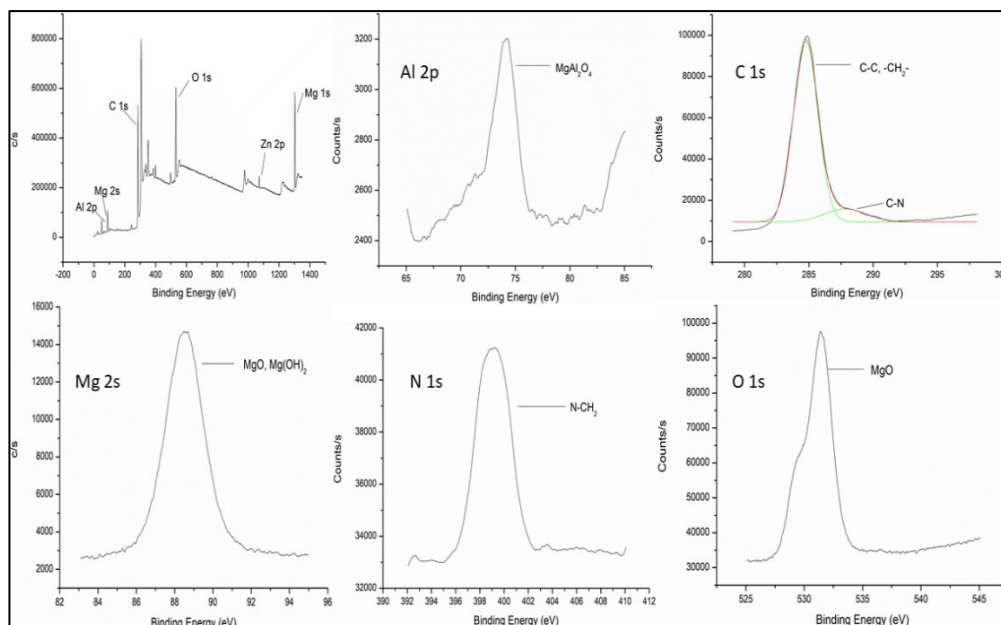 800000
600000
400000
200000
0
c/s
C 1s
O 1s
Mg 1s
Zn 2p
Mg 2s
Al 2p
-200 0 200 400 600 800 1000 1200 1400
Binding Energy (eV)
3200
3000
2800
2600
2400
Counts/s
Al 2p
MgAl₂O₄
65 70 75 80 85
Binding Energy (eV)
100000
80000
60000
40000
20000
0
Counts/s
C 1s
C-C, -CH₂-
C-N
280 285 290 295 300
Binding Energy (eV)
16000
14000
12000
10000
8000
6000
4000
2000
c/s
Mg 2s
MgO, Mg(OH)₂
82 84 86 88 90 92 94 96
Binding Energy (eV)
42000
40000
38000
36000
34000
32000
Counts/s
N 1s
N-CH₂
390 392 394 396 398 400 402 404 406 408 410 412
Binding Energy (eV)
100000
90000
80000
70000
60000
50000
40000
30000
Counts/s
O 1s
MgO
525 530 535 540 545
Binding Energy (eV)